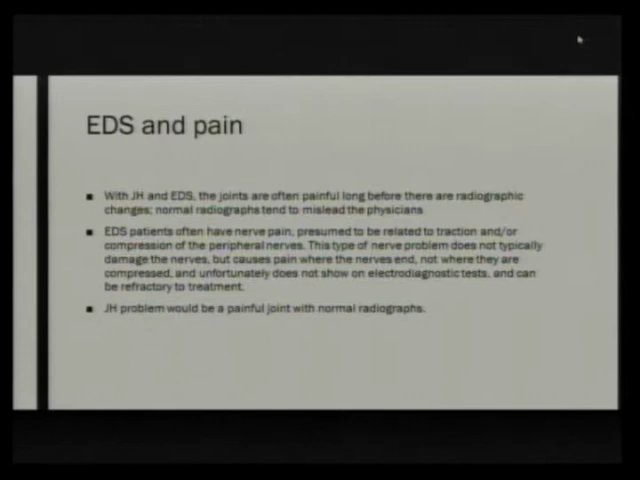 EDS and pain
■ With JH and EDS, the joints are often painful long before there are radiographic
changes; normal radiographs tend to mislead the physicians
■ EDS patients often have nerve pain, presumed to be related to traction and/or
compression of the peripheral nerves. This type of nerve problem does not typically
damage the nerves, but causes pain where the nerves end, not where they are
compressed, and unfortunately does not show on electrodiagnostic tests, and can
be refractory to treatment.
■ JH problem would be a painful joint with normal radiographs.